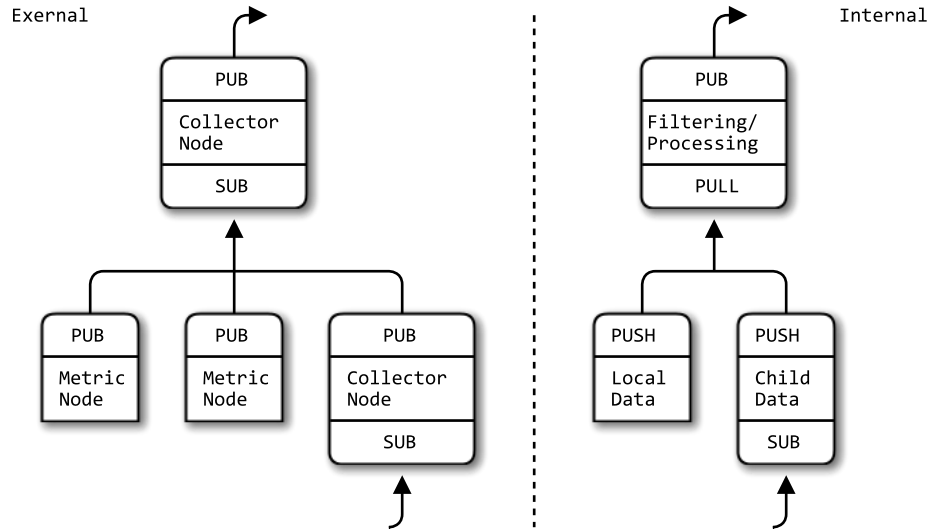 Exernal
Internal
PUB
Collector
Node
SUB
PUB
Filtering/
Processing
PULL
PUB
Metric
Node
PUB
Metric
Node
PUB
Collector
Node
SUB
PUSH
Local
Data
PUSH
Child
Data
SUB